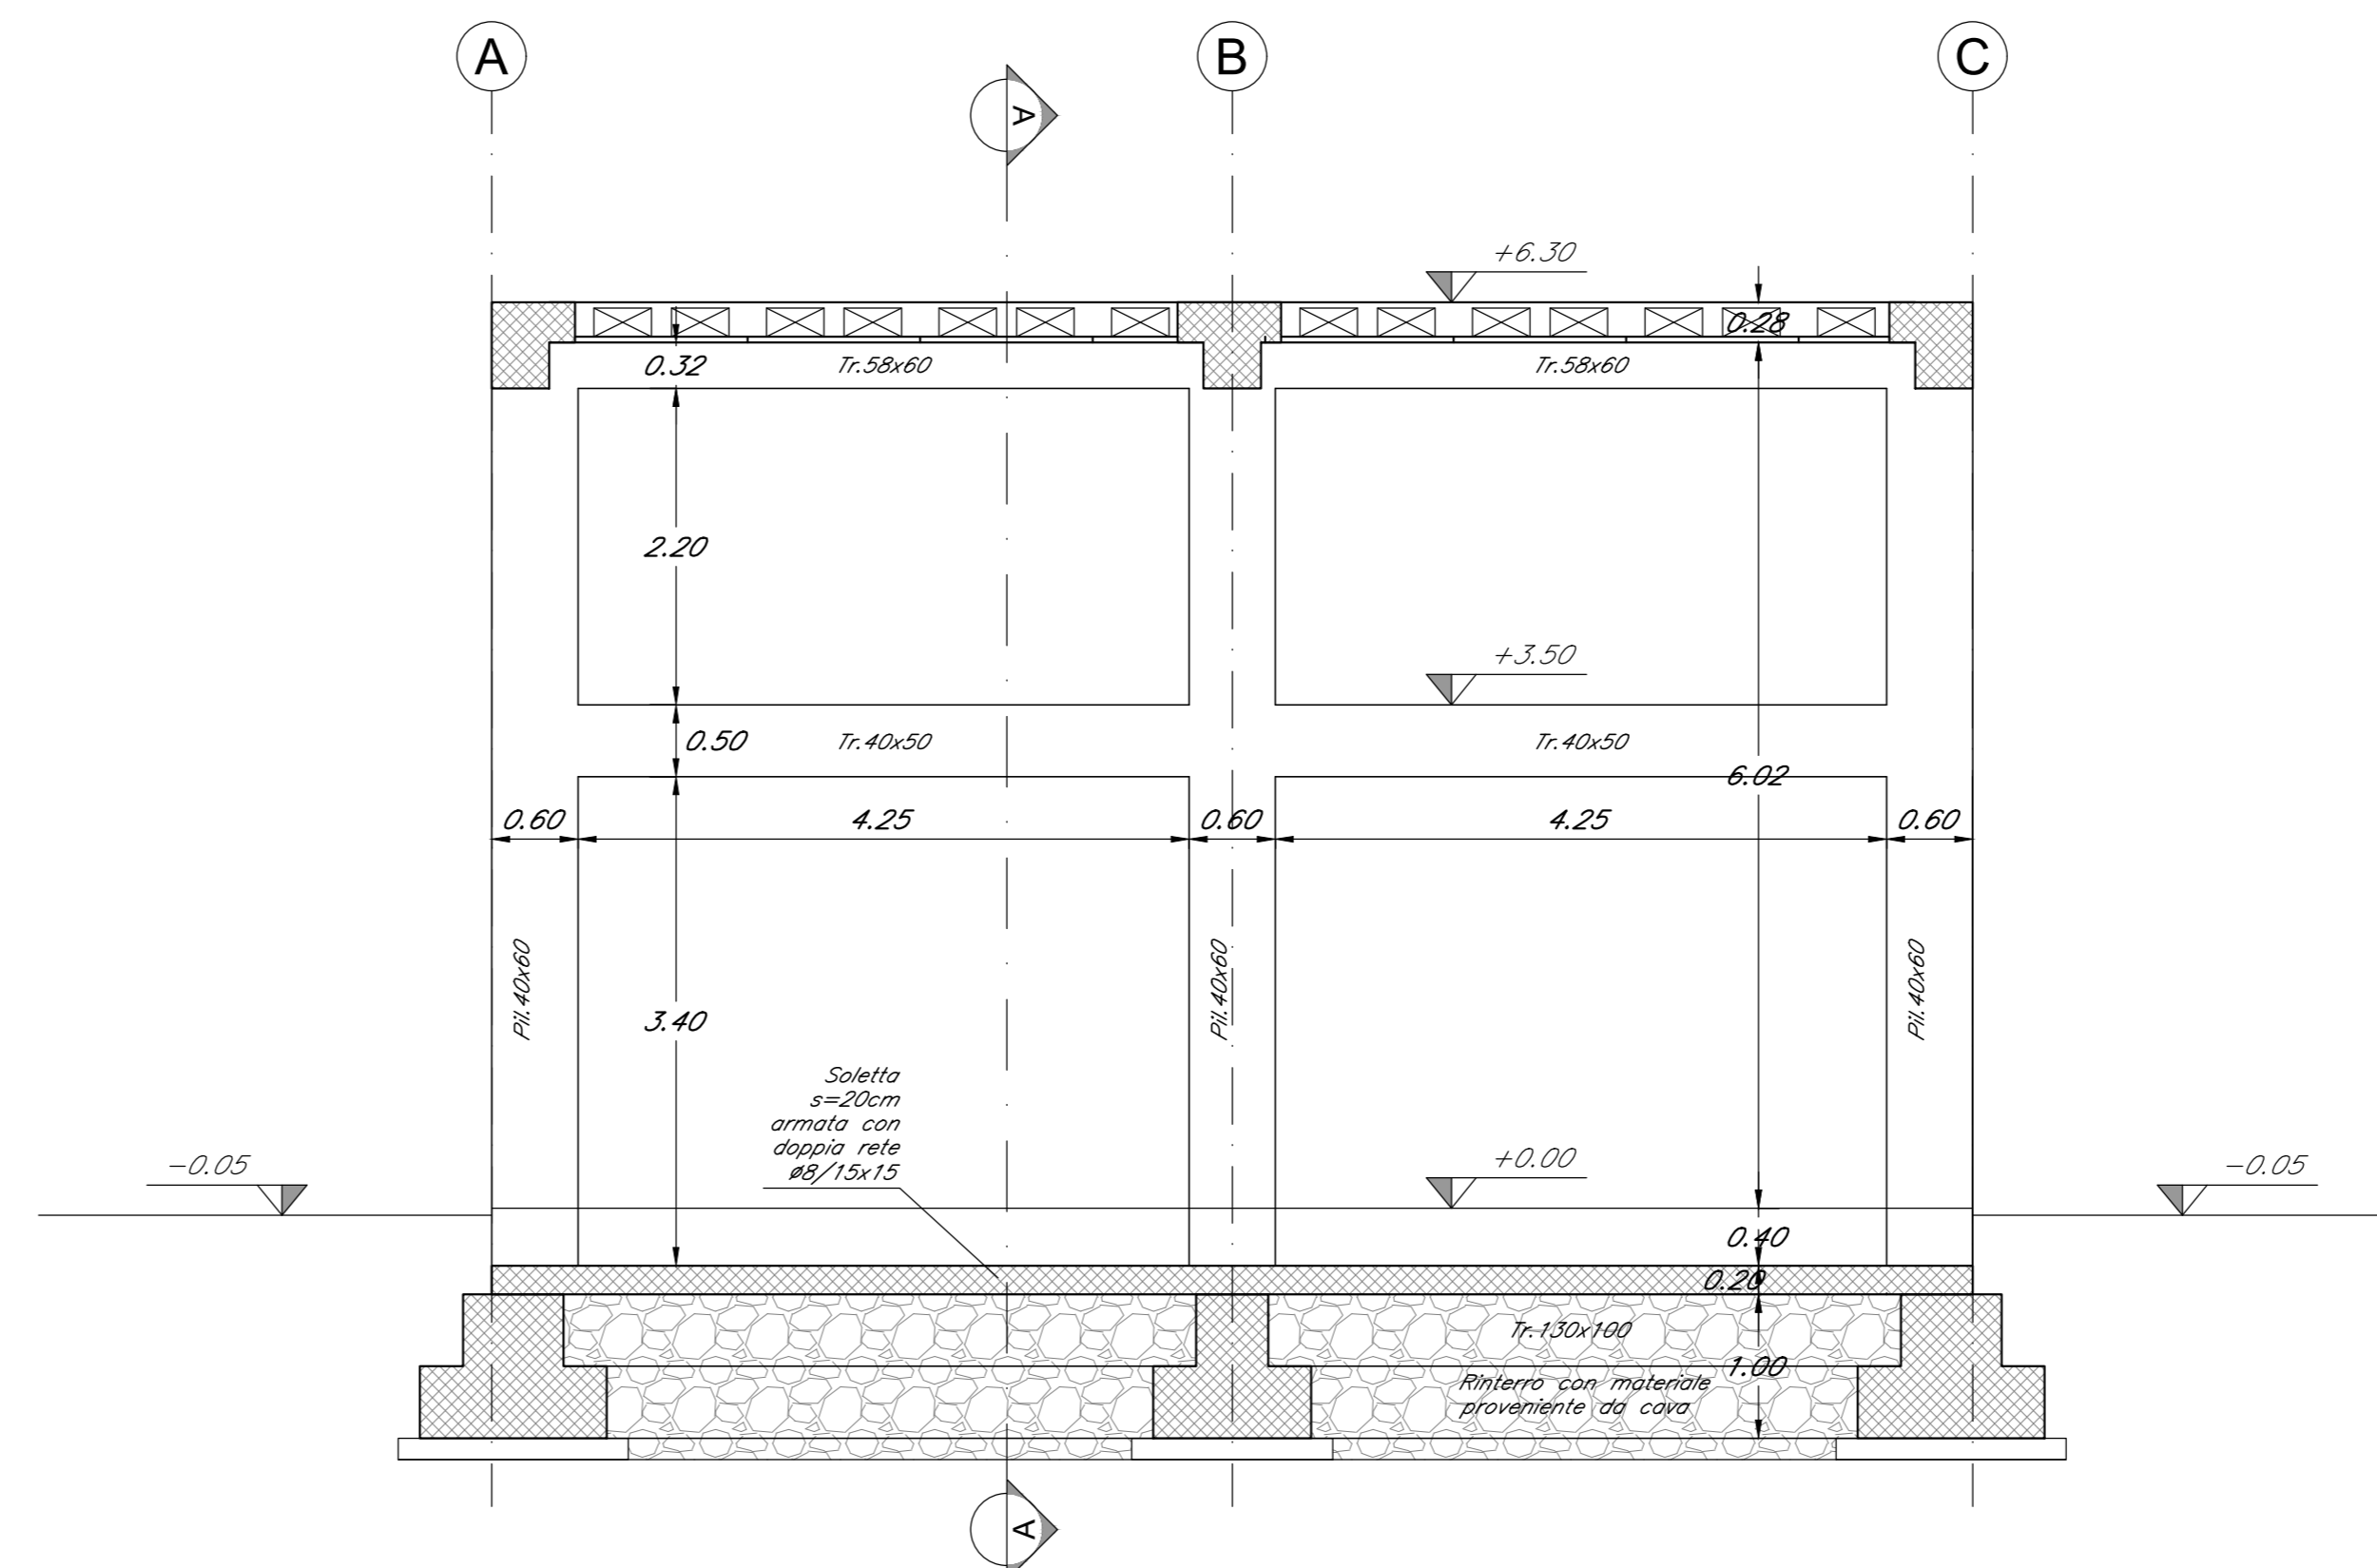 A
B
C
A
+6.30
0.28
0.32
Tr.58x60
Tr.58x60
2.20
+3.50
0.50
Tr.40x50
Tr.40x50
6.02
0.60
4.25
0.60
4.25
0.60
Pil.40x60
Pil.40x60
Pil.40x60
3.40
Soletta
s=20cm
armata con
doppia rete
ø8/15x15
-0.05
+0.00
-0.05
0.40
0.20
Tr.130x100
1.00
Rinterro con materiale
proveniente da cava
A